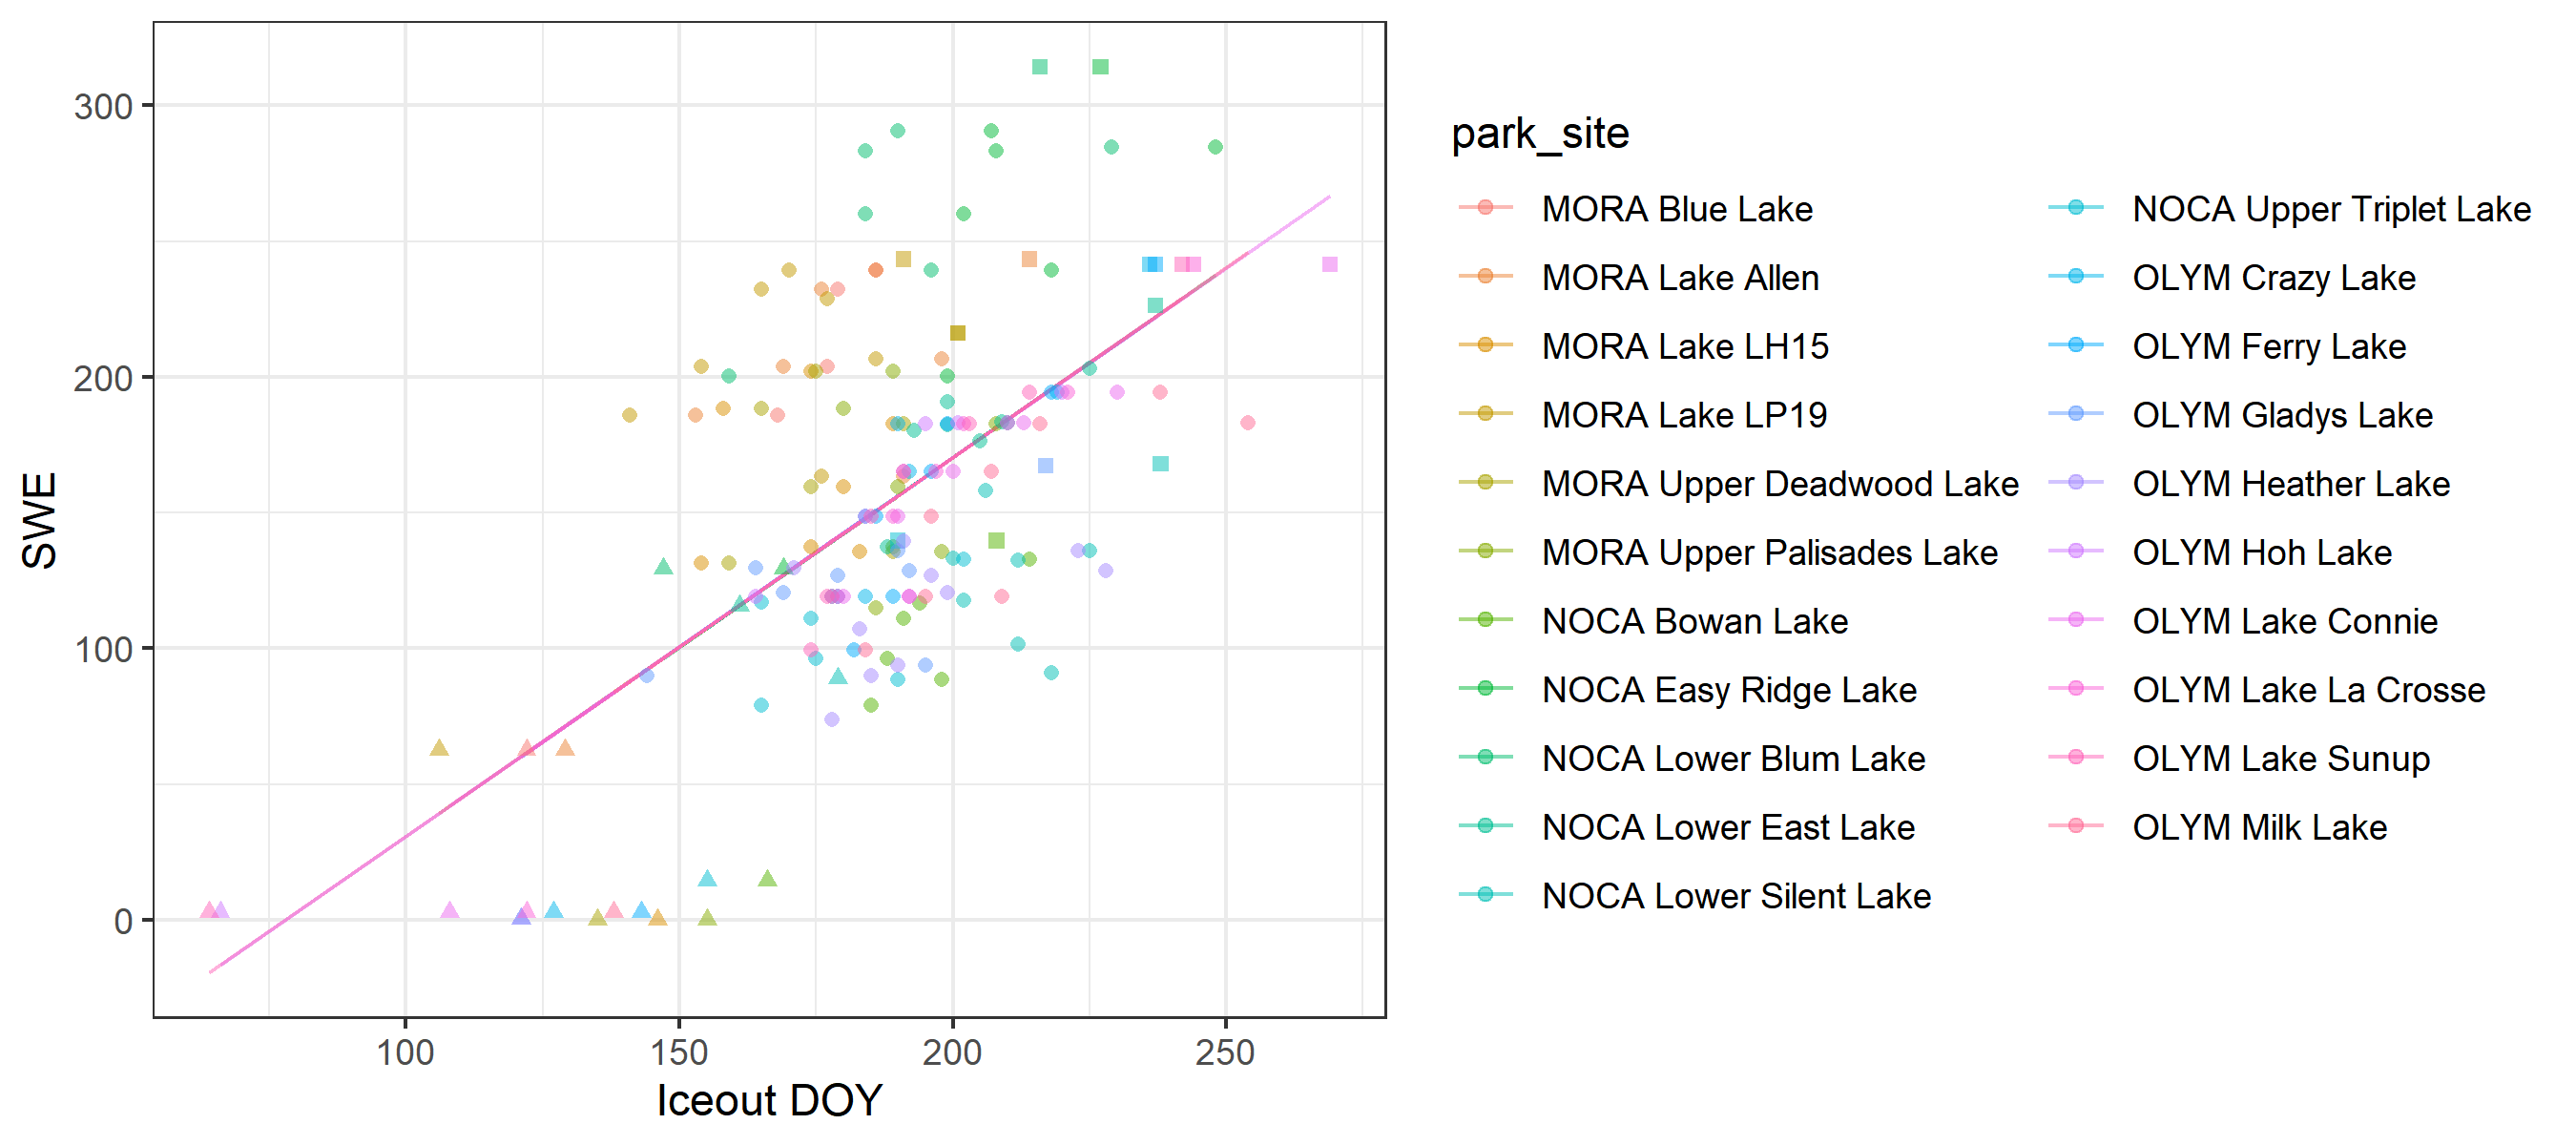 300
200
100
0
SWE
100 150 200 250
Iceout DOY
park_site
MORA Blue Lake
MORA Lake Allen
MORA Lake LH15
MORA Lake LP19
MORA Upper Deadwood Lake
MORA Upper Palisades Lake
NOCA Bowan Lake
NOCA Easy Ridge Lake
NOCA Lower Blum Lake
NOCA Lower East Lake
NOCA Lower Silent Lake
NOCA Upper Triplet Lake
OLYM Crazy Lake
OLYM Ferry Lake
OLYM Gladys Lake
OLYM Heather Lake
OLYM Hoh Lake
OLYM Lake Connie
OLYM Lake La Crosse
OLYM Lake Sunup
OLYM Milk Lake